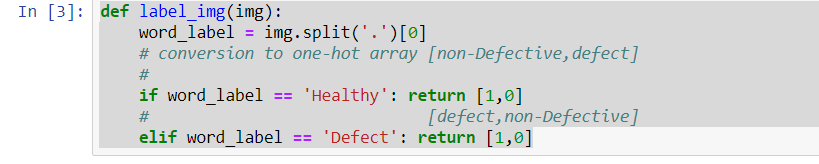 In [3]: def label_img(img):
word_label = img.split('.')[0]
# conversion to one-hot array [non-Defective,defect]
#
if word_label == 'Healthy': return [1,0]
# [defect,non-Defective]
elif word_label == 'Defect': return [1,0]